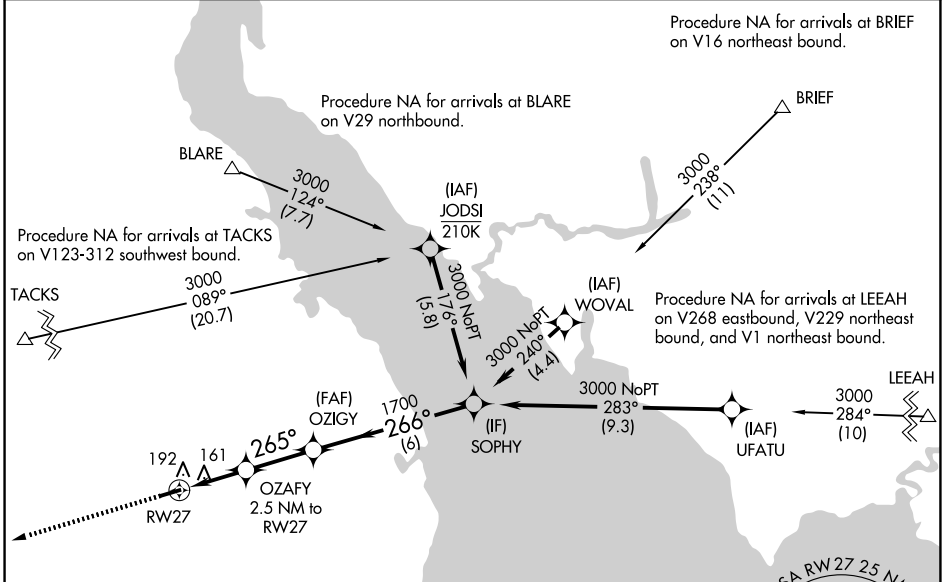 Procedure NA for arrivals at BRIEF
on V16 northeast bound.
BRIEF
3000
238°
(11)
Procedure NA for arrivals at BLARE
on V29 northbound.
BLARE
3000
124°
(7.7)
(IAF)
JODSI
210K
Procedure NA for arrivals at TACKS
on V123-312 southwest bound.
TACKS
3000
089°
(20.7)
3000 NoPT
176°
(5.8)
(IAF)
WOVAL
3000 NoPT
240°
(4.4)
Procedure NA for arrivals at LEEAH
on V268 eastbound, V229 northeast
bound, and V1 northeast bound.
LEEAH
3000
284°
(10)
3000 NoPT
283°
(9.3)
(IAF)
UFATU
(IF)
SOPHY
1700
266°
(6)
(FAF)
OZIGY
265°
192
161
OZAFY
2.5 NM to
RW27
RW27
SA RW27 25 N